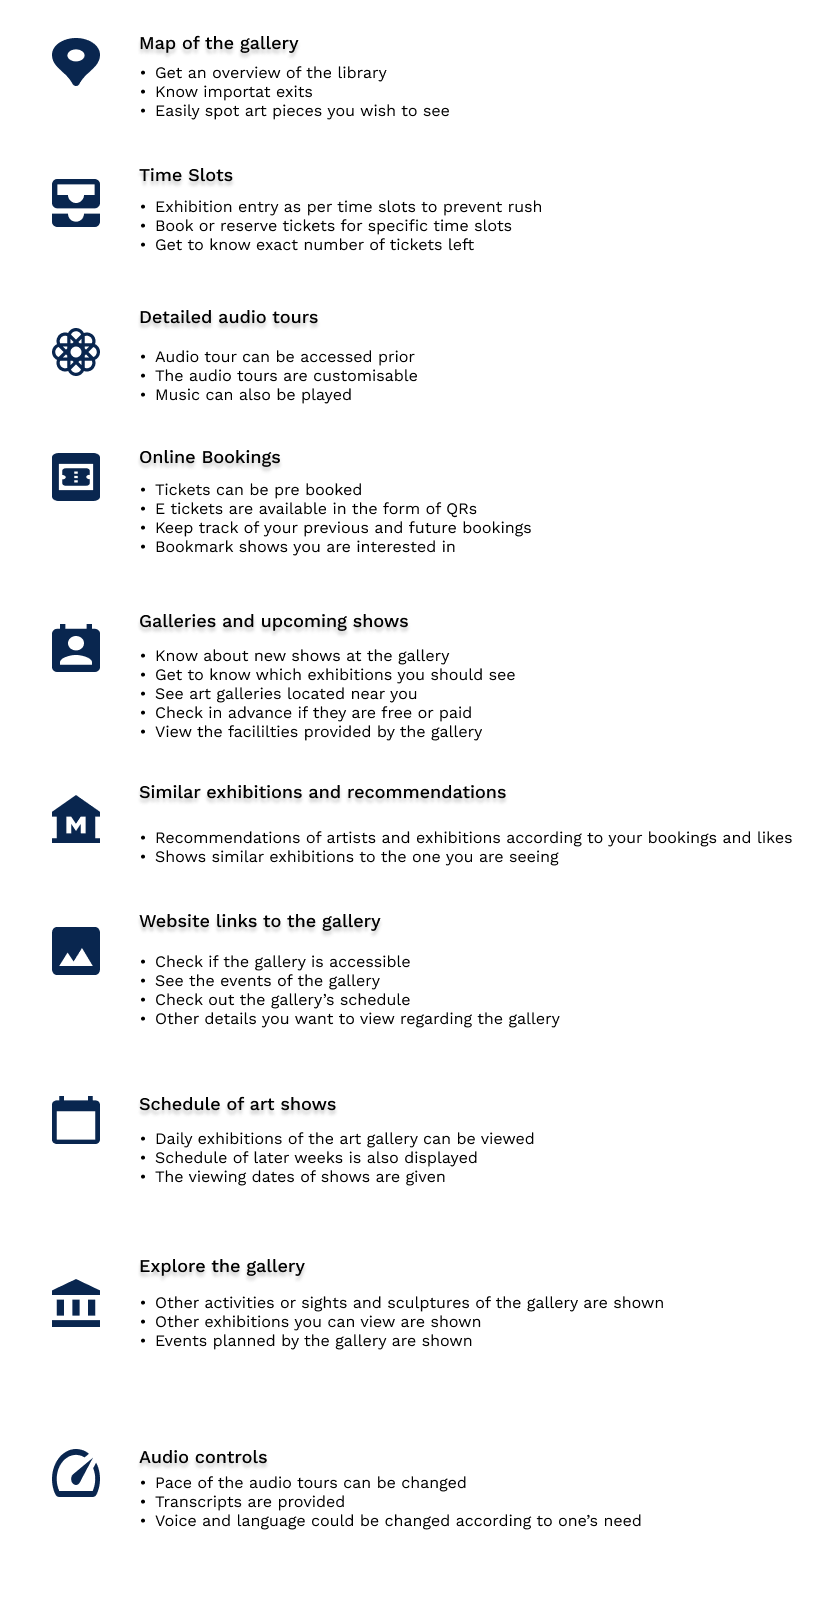 Map of the gallery
• Get an overview of the library
• Know importat exits
• Easily spot art pieces you wish to see
Time Slots
• Exhibition entry as per time slots to prevent rush
• Book or reserve tickets for specific time slots
• Get to know exact number of tickets left
Detailed audio tours
• Audio tour can be accessed prior
• The audio tours are customisable
• Music can also be played
Online Bookings
• Tickets can be pre booked
• E tickets are available in the form of QRs
• Keep track of your previous and future bookings
• Bookmark shows you are interested in
Galleries and upcoming shows
• Know about new shows at the gallery
• Get to know which exhibitions you should see
• See art galleries located near you
• Check in advance if they are free or paid
• View the facililties provided by the gallery
Similar exhibitions and recommendations
• Recommendations of artists and exhibitions according to your bookings and likes
• Shows similar exhibitions to the one you are seeing
M
Website links to the gallery
• Check if the gallery is accessible
• See the events of the gallery
• Check out the gallery’s schedule
• Other details you want to view regarding the gallery
Schedule of art shows
• Daily exhibitions of the art gallery can be viewed
• Schedule of later weeks is also displayed
• The viewing dates of shows are given
Explore the gallery
• Other activities or sights and sculptures of the gallery are shown
• Other exhibitions you can view are shown
• Events planned by the gallery are shown
Audio controls
• Pace of the audio tours can be changed
• Transcripts are provided
• Voice and language could be changed according to one’s need